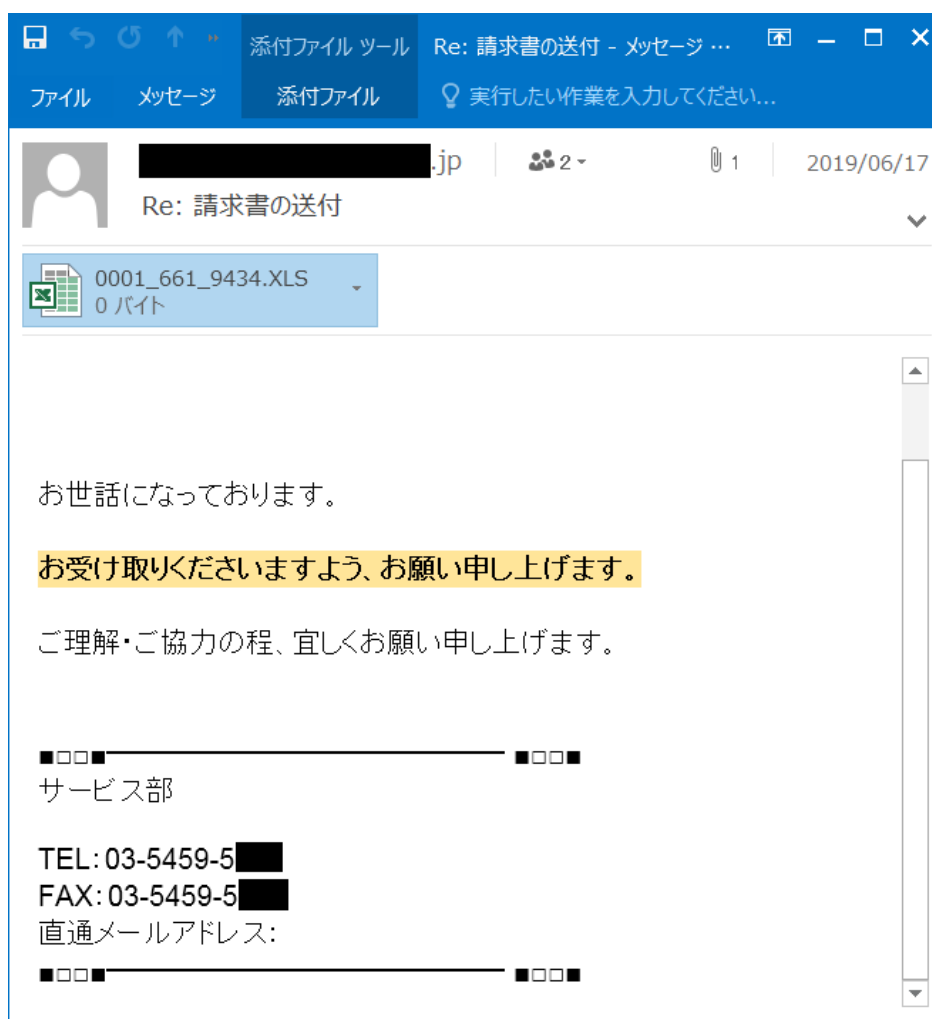 添付ファイル ツール
Re: 請求書の送付 - メッセージ …
ファイル
メッセージ
添付ファイル
実行したい作業を入力してください...
.jp
2
1
2019/06/17
Re: 請求書の送付
0001_661_9434.XLS
0 バイト
お世話になっております。
お受け取りくださいますよう、お願い申し上げます。
ご理解・ご協力の程、宜しくお願い申し上げます。
■□□■━━━━━━━━━━━━━━━━ ■□□■
サービス部
TEL:03-5459-5
FAX:03-5459-5
直通メールアドレス:
■□□■━━━━━━━━━━━━━━━━ ■□□■